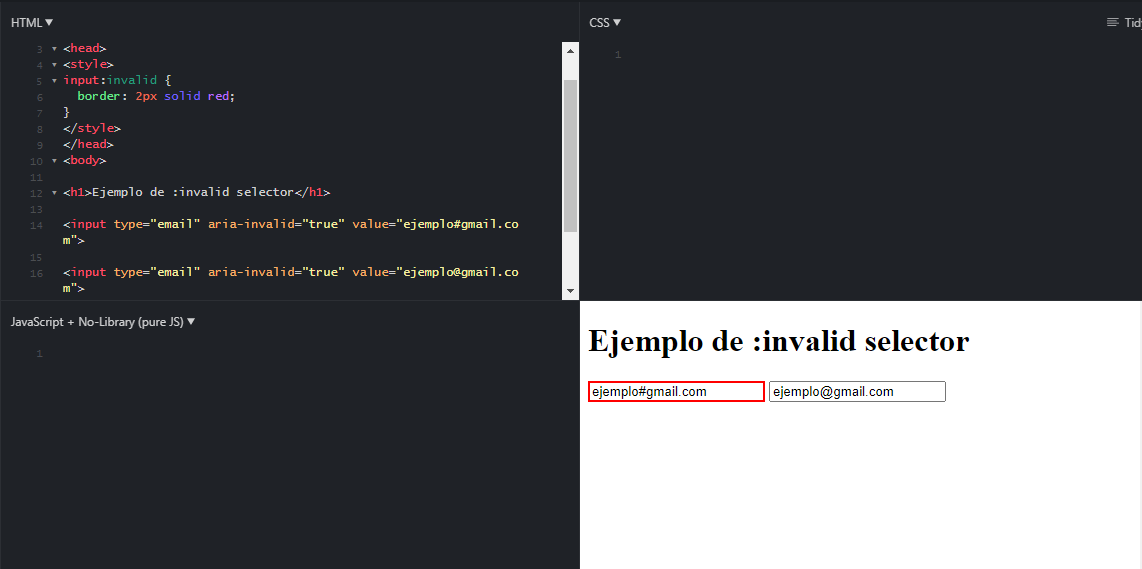 HTML ▼
3 ▾ <head>
4 ▾ <style>
5 ▾ input:invalid {
6 border: 2px solid red;
7 }
8 </style>
9 </head>
10 ▾ <body>
11
12 ▾ <h1>Ejemplo de :invalid selector</h1>
13
14 <input type="email" aria-invalid="true" value="ejemplo#gmail.co
m">
15
16 <input type="email" aria-invalid="true" value="ejemplo@gmail.co
m">
CSS ▼
Tidy
1
JavaScript + No-Library (pure JS) ▼
1
Ejemplo de :invalid selector
ejemplo#gmail.com ejemplo@gmail.com